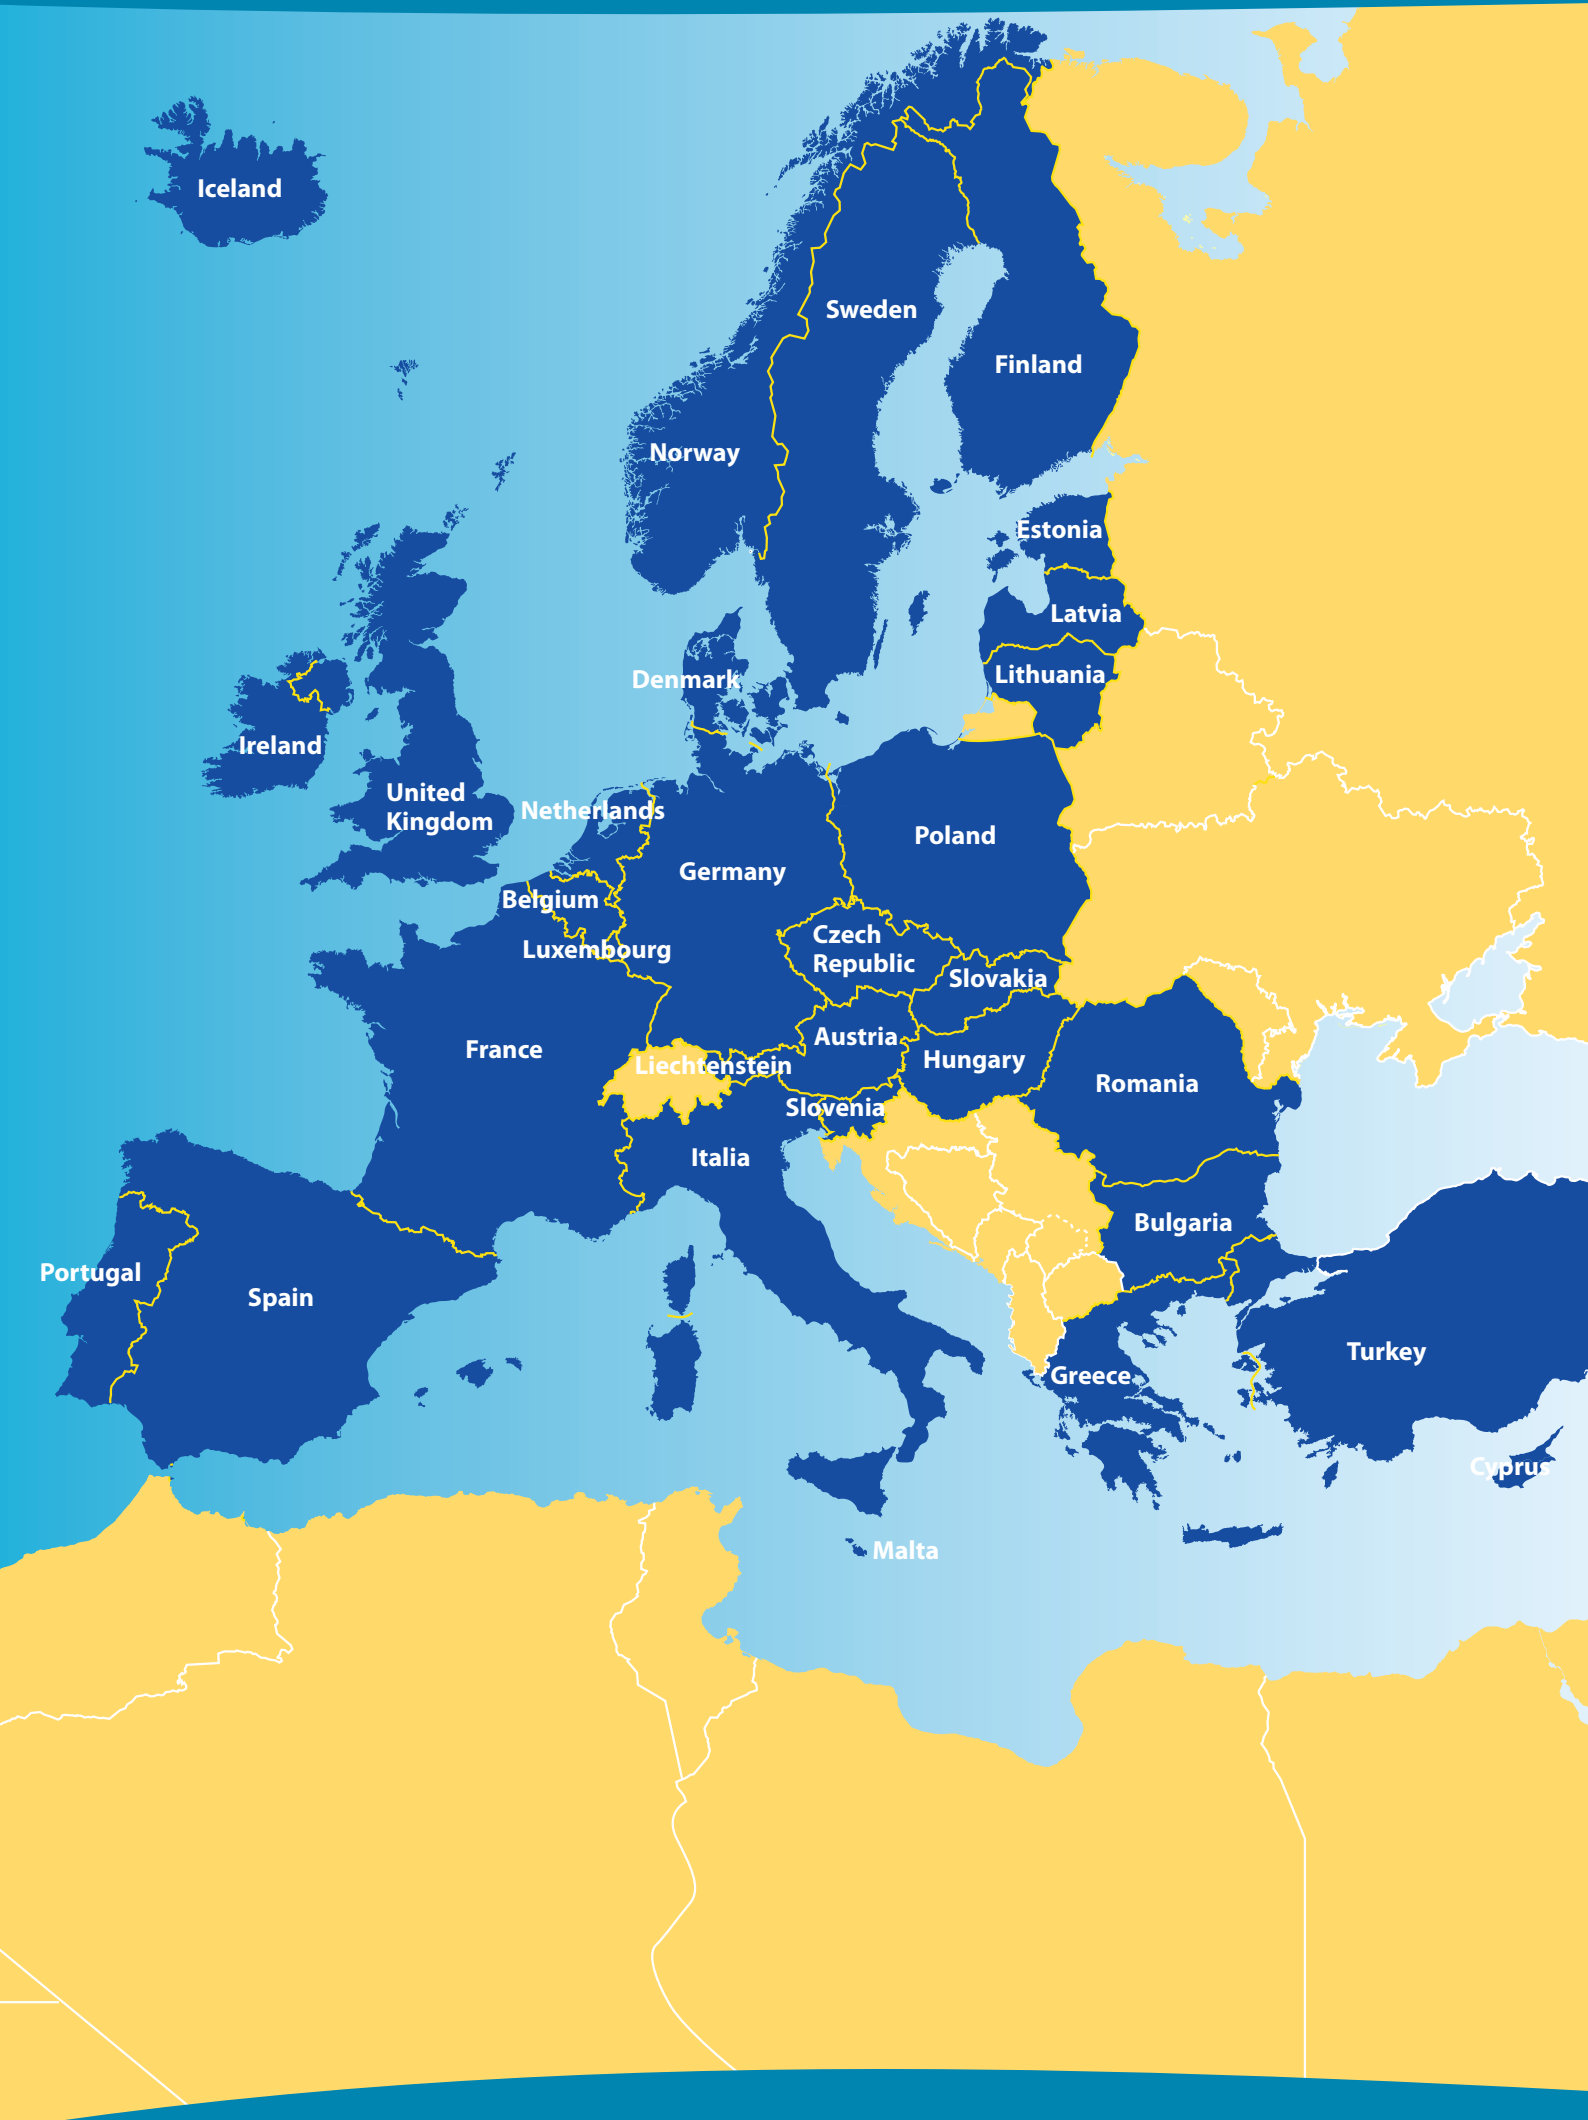 Iceland
Sweden
Finland
Norway
Estonia
Latvia
Lithuania
Denmark
Ireland
United
Kingdom
Netherlands
Poland
Germany
Belgium
Czech
Republic
Luxembourg
Slovakia
Austria
France
Hungary
Liechtenstein
Romania
Slovenia
Italia
Bulgaria
Portugal
Spain
Turkey
Greece
Cyprus
Malta